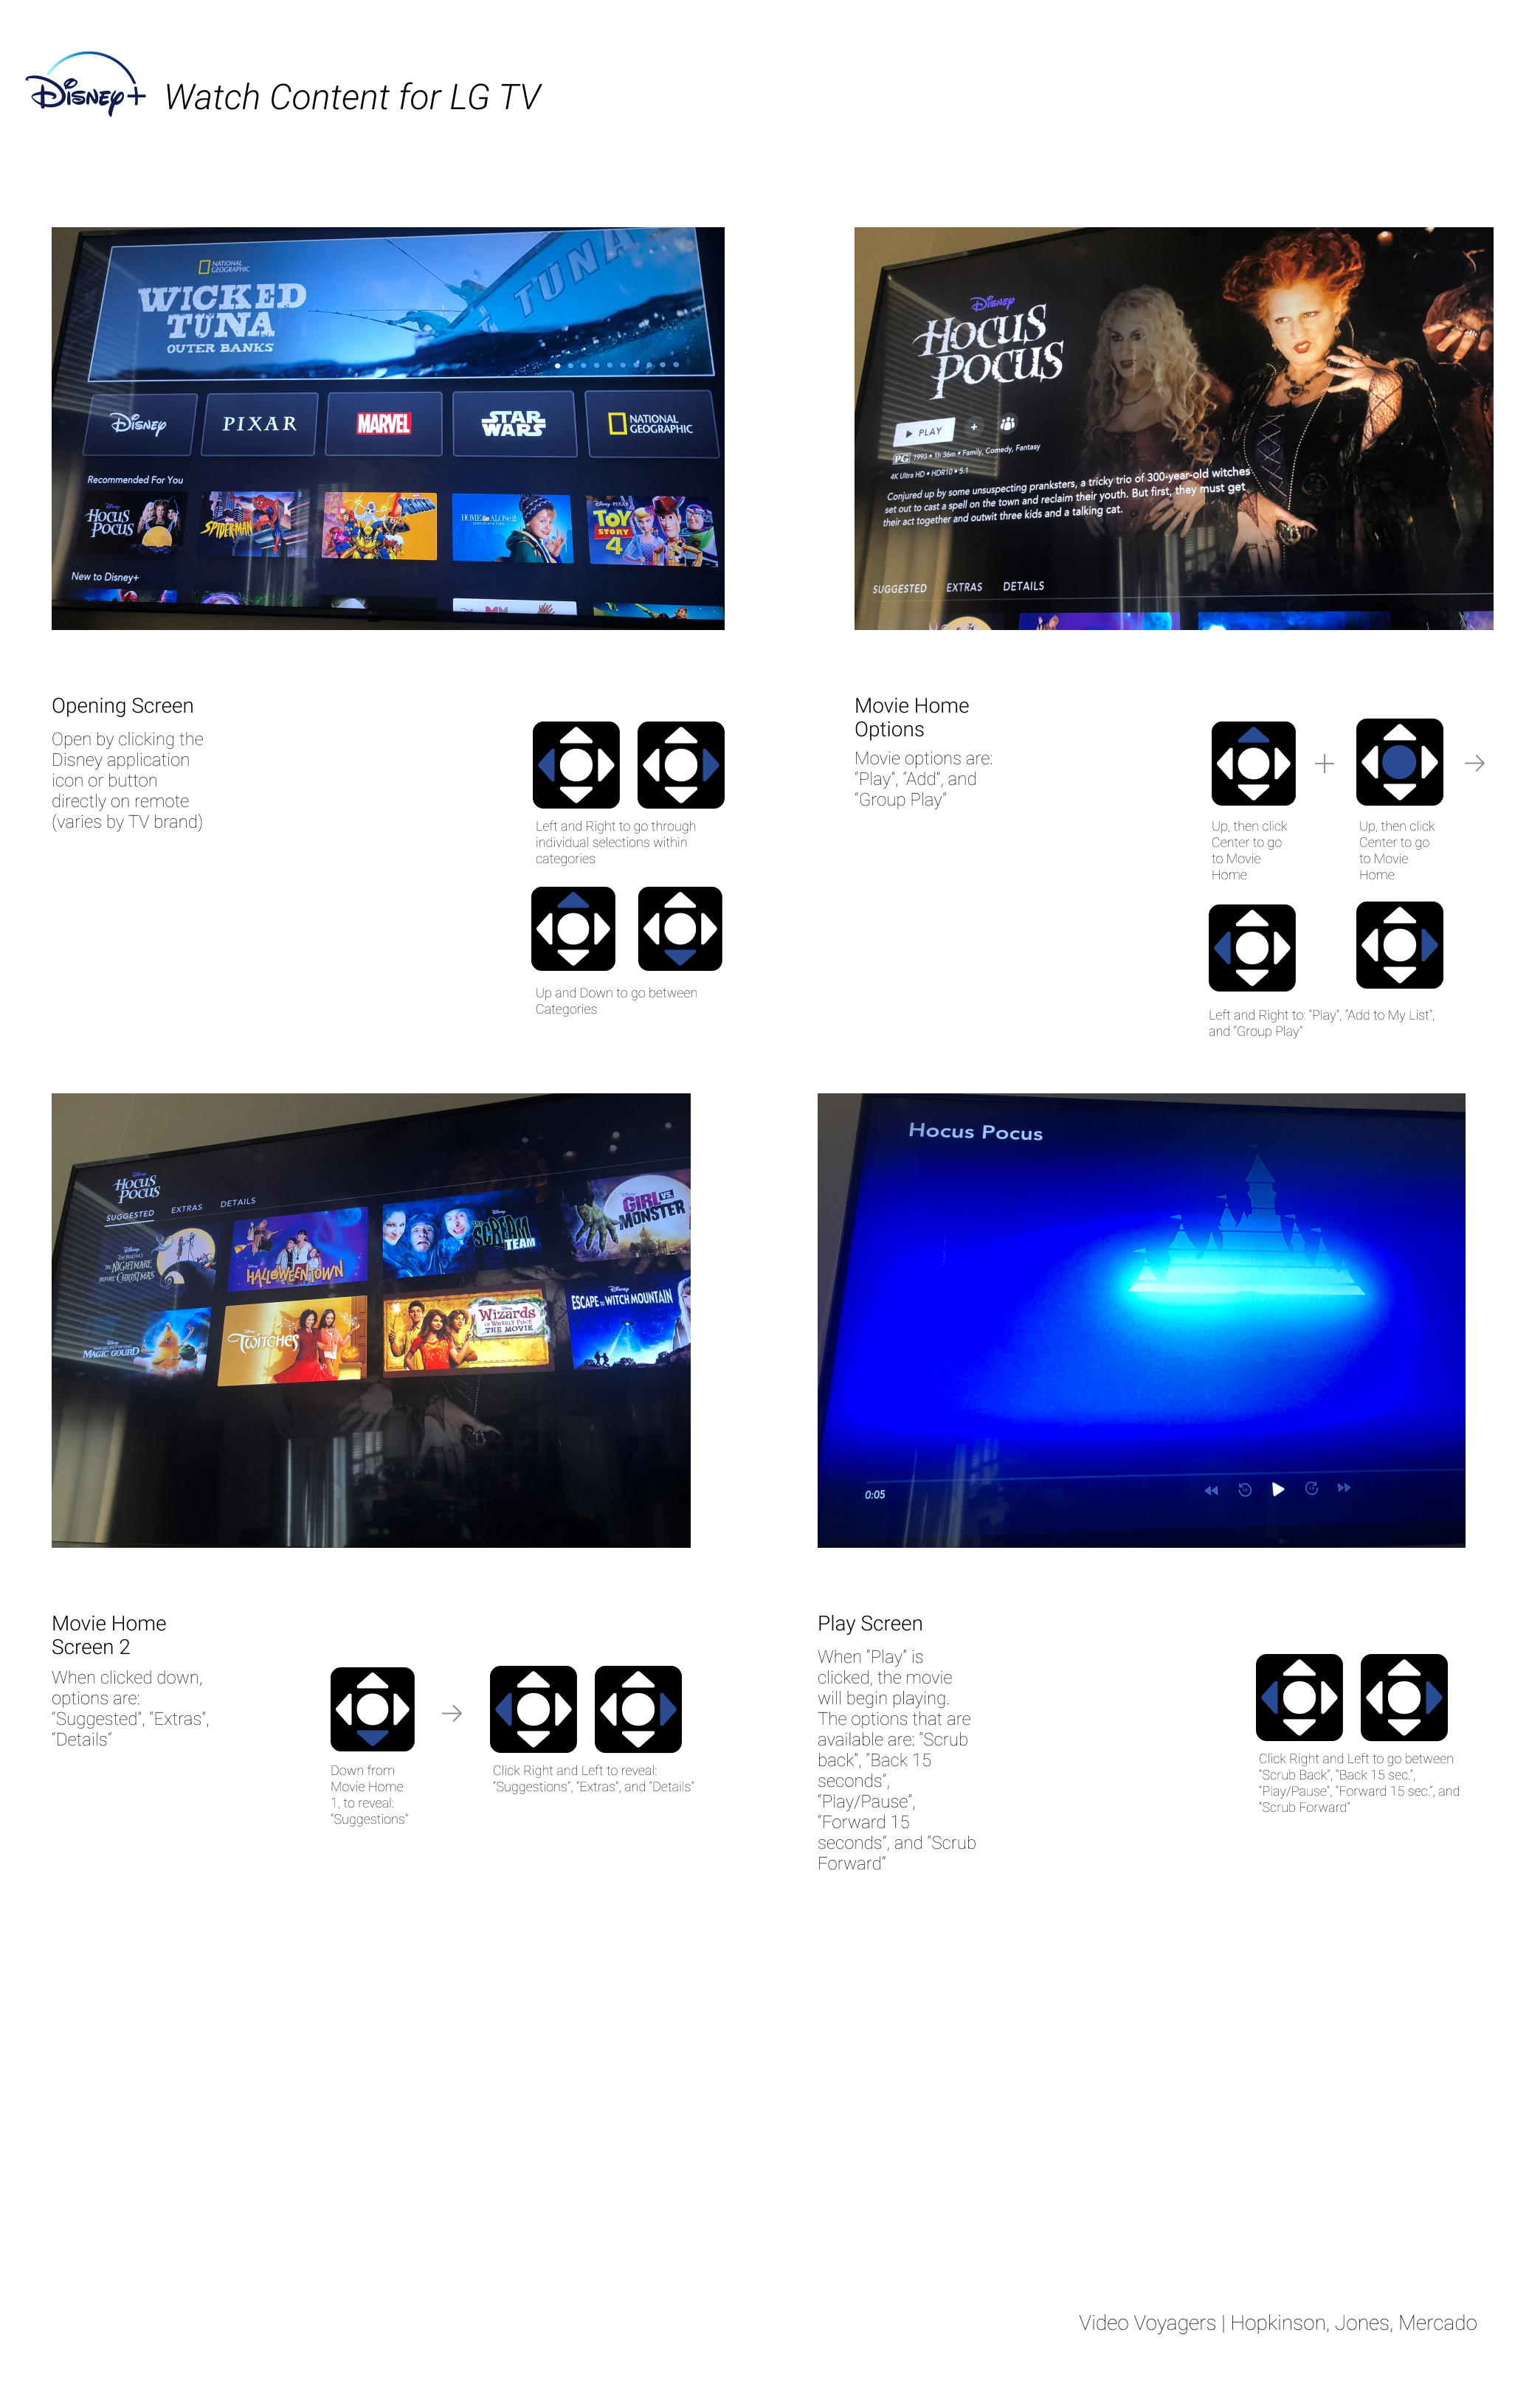 Disney+ Watch Content for LG TV
NATIONAL
GEOGRAPHIC
WICKED
TUNA
OUTER BANKS
TUNA
Disney
PIXAR
MARVEL
STAR
WARS
NATIONAL
GEOGRAPHIC
Recommended For You
HOCUS
POCUS
SPIDER-MAN
X-MEN
HOME ALONE 2
DISNEY · PIXAR
TOY
STORY
4
New to Disney+
Disney
HOCUS
POCUS
PLAY
+
PG 1993 • 1h 36m • Family, Comedy, Fantasy
4K Ultra HD • HDR10 • 5.1
Conjured up by some unsuspecting pranksters, a tricky trio of 300-year-old witches
set out to cast a spell on the town and reclaim their youth. But first, they must get
their act together and outwit three kids and a talking cat.
SUGGESTED EXTRAS DETAILS
Opening Screen
Open by clicking the
Disney application
icon or button
directly on remote
(varies by TV brand)
Left and Right to go through
individual selections within
categories
Up and Down to go between
Categories
Movie Home
Options
Movie options are:
“Play”, “Add”, and
“Group Play”
Up, then click
Center to go
to Movie
Home
Up, then click
Center to go
to Movie
Home
Left and Right to: “Play”, “Add to My List”,
and “Group Play”
Disney
HOCUS
POCUS
SUGGESTED EXTRAS DETAILS
Disney
TIM BURTON'S
THE NIGHTMARE
BEFORE CHRISTMAS
HALLOWEENTOWN
THE
SCREAM
TEAM
GIRL VS.
MONSTER
MAGIC GOURD
TWITCHES
Wizards
OF WAVERLY PLACE
THE MOVIE
Disney
ESCAPE TO WITCH MOUNTAIN
Hocus Pocus
0:05
Movie Home
Screen 2
When clicked down,
options are:
“Suggested”, “Extras”,
“Details”
Down from
Movie Home
1, to reveal:
“Suggestions”
Click Right and Left to reveal:
“Suggestions”, “Extras”, and “Details”
Play Screen
When “Play” is
clicked, the movie
will begin playing.
The options that are
available are: “Scrub
back”, “Back 15
seconds”,
“Play/Pause”,
“Forward 15
seconds”, and “Scrub
Forward”
Click Right and Left to go between
“Scrub Back”, “Back 15 sec.”,
“Play/Pause”, “Forward 15 sec.”, and
“Scrub Forward”
Video Voyagers | Hopkinson, Jones, Mercado